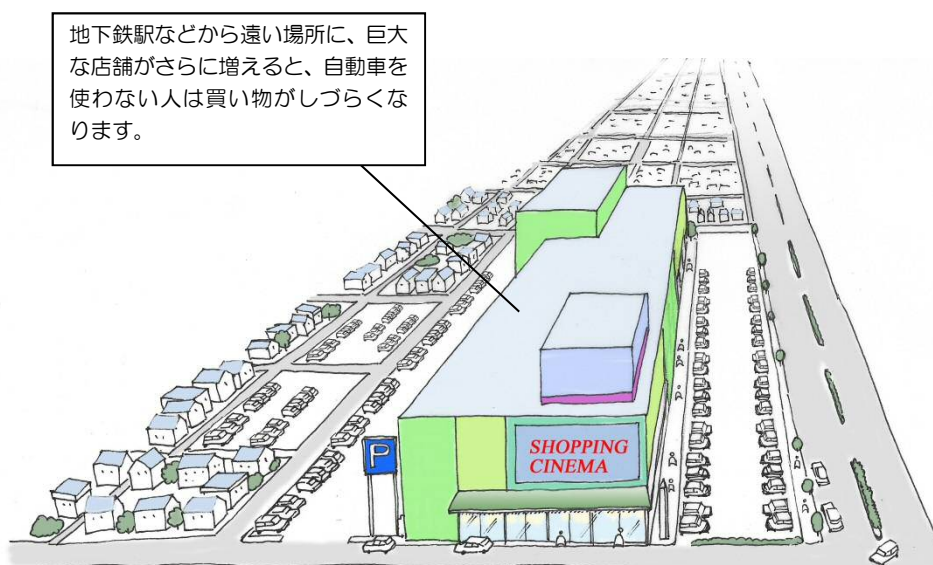 地下鉄駅などから遠い場所に、巨大
な店舗がさらに増えると、自動車を
使わない人は買い物がしづらくな
ります。
P
SHOPPING
CINEMA